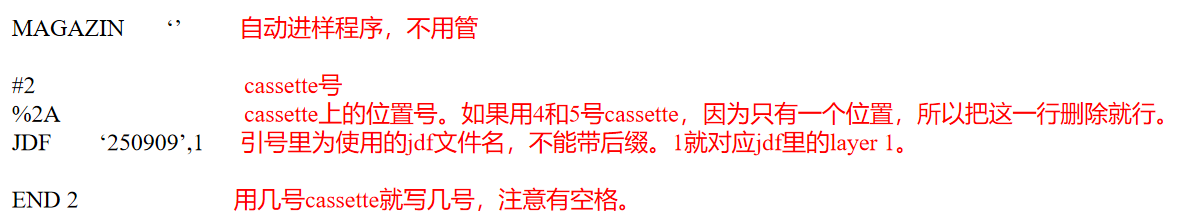 MAGAZIN ‘’ 自动进样程序，不用管
#2 cassette号
%2A cassette上的位置号。如果用4和5号cassette，因为只有一个位置，所以把这一行删除就行。
JDF ‘250909’,1 引号里为使用的jdf文件名，不能带后缀。1就对应jdf里的layer 1。
END 2 用几号cassette就写几号，注意有空格。